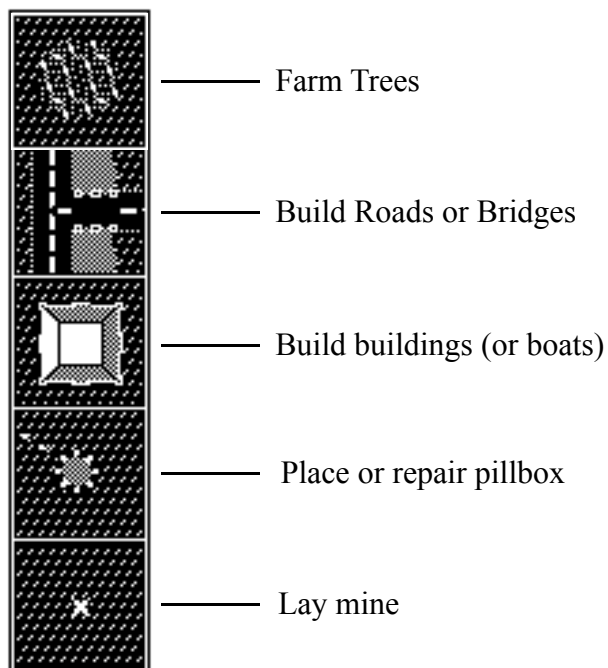 Farm Trees
Build Roads or Bridges
Build buildings (or boats)
Place or repair pillbox
Lay mine